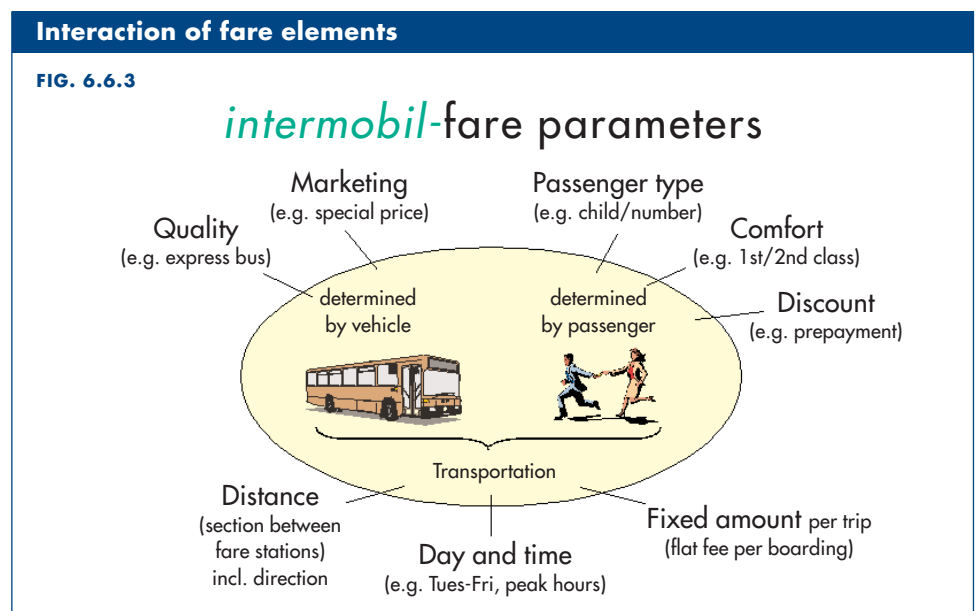 Interaction of fare elements
FIG. 6.6.3
intermobil-fare parameters
Marketing
(e.g. special price)
Passenger type
(e.g. child/number)
Quality
(e.g. express bus)
Comfort
(e.g. 1st/2nd class)
determined
by vehicle
determined
by passenger
Discount
(e.g. prepayment)
Transportation
Distance
(section between
fare stations)
incl. direction
Day and time
(e.g. Tues-Fri, peak hours)
Fixed amount per trip
(flat fee per boarding)